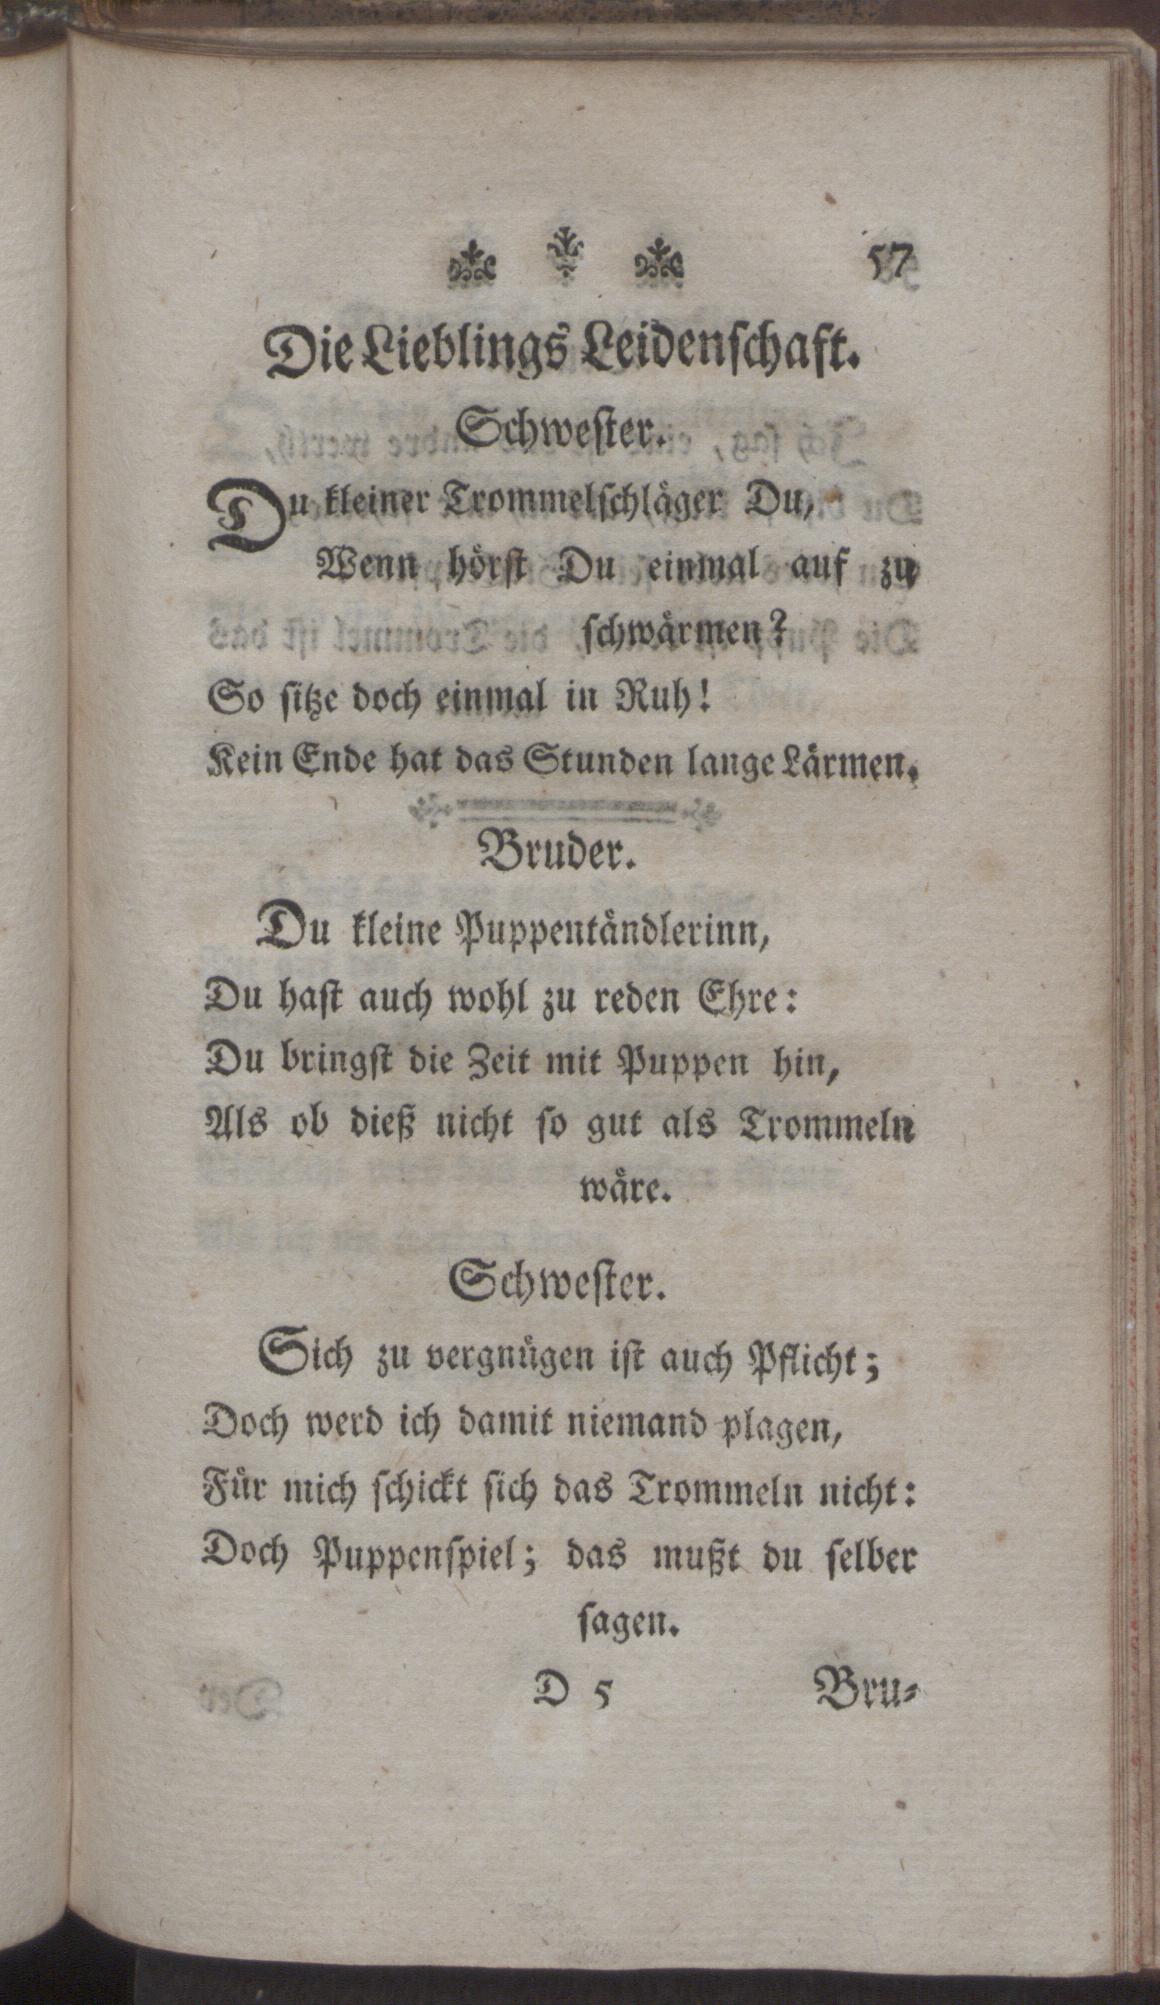 57
Die Lieblings Leidenschaft.
Schwester.
Du kleiner Trommelschläger Du,
Wenn hörst Du einmal auf zu
schwärmen?
So sitze doch einmal in Ruh!
Kein Ende hat das Stunden lange Lärmen.
Bruder.
Du kleine Puppentändlerinn,
Du hast auch wohl zu reden Ehre:
Du bringst die Zeit mit Puppen hin,
Als ob dieß nicht so gut als Trommeln
wäre.
Schwester.
Sich zu vergnügen ist auch Pflicht;
Doch werd ich damit niemand plagen,
Für mich schickt sich das Trommeln nicht:
Doch Puppenspiel; das mußt du selber
sagen.
D 5 Bru-